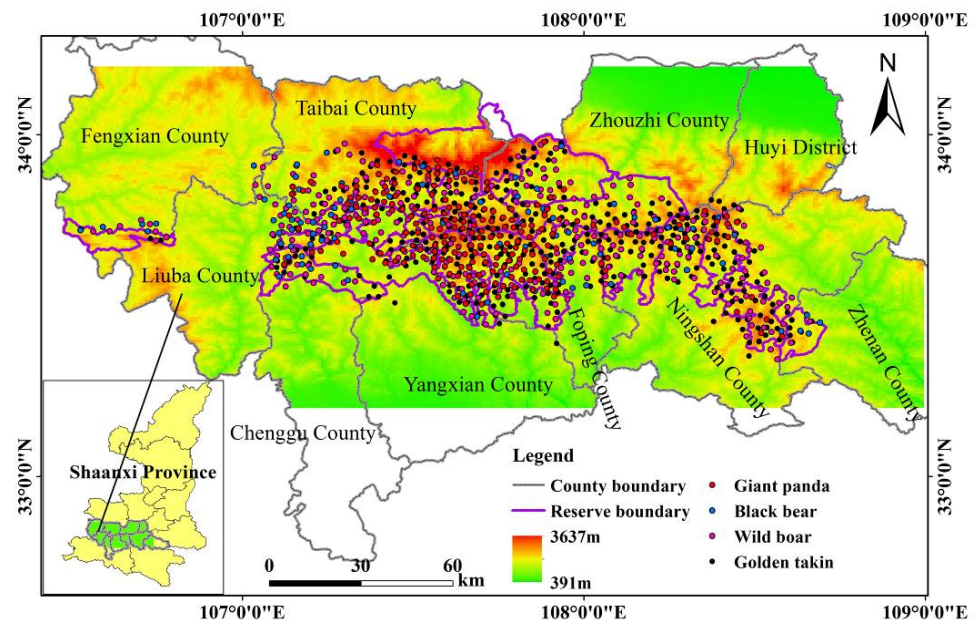 107°0'0"E
108°0'0"E
109°0'0"E
N
34°0'0"N
34°0'0"N
Taibai County
Fengxian County
Zhouzhi County
Huyi District
Liuba County
Foping County
Ningshan County
Zhenan County
Yangxian County
Chenggu County
Shaanxi Province
33°0'0"N
33°0'0"N
Legend
County boundary
Reserve boundary
3637m
391m
Giant panda
Black bear
Wild boar
Golden takin
0 30 60
km
107°0'0"E
108°0'0"E
109°0'0"E